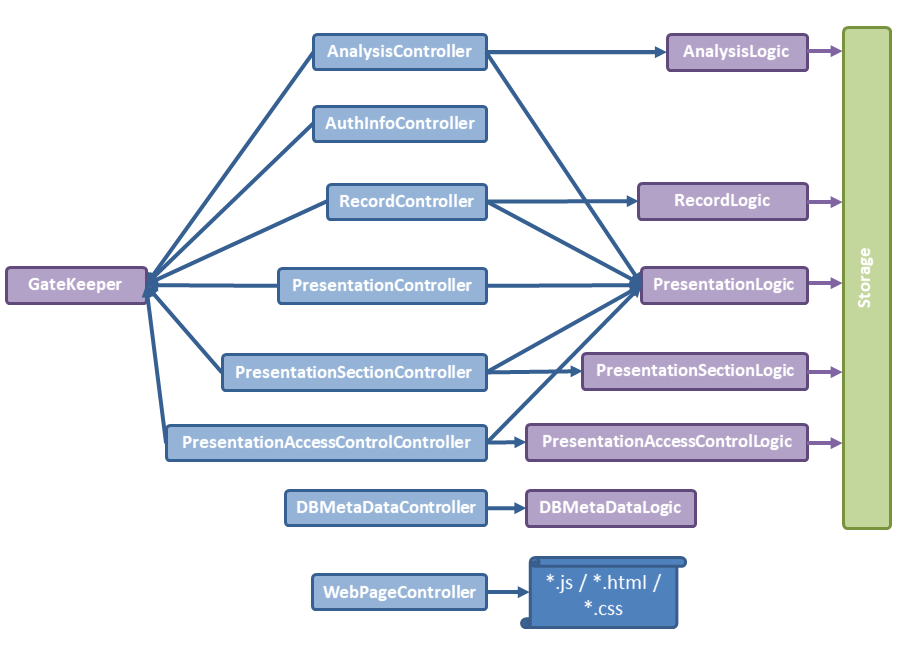 AnalysisController
AnalysisLogic
AuthInfoController
RecordController
RecordLogic
GateKeeper
PresentationController
PresentationLogic
Storage
PresentationSectionController
PresentationSectionLogic
PresentationAccessControlController
PresentationAccessControlLogic
DBMetaDataController
DBMetaDataLogic
WebPageController
*.js / *.html /
*.css